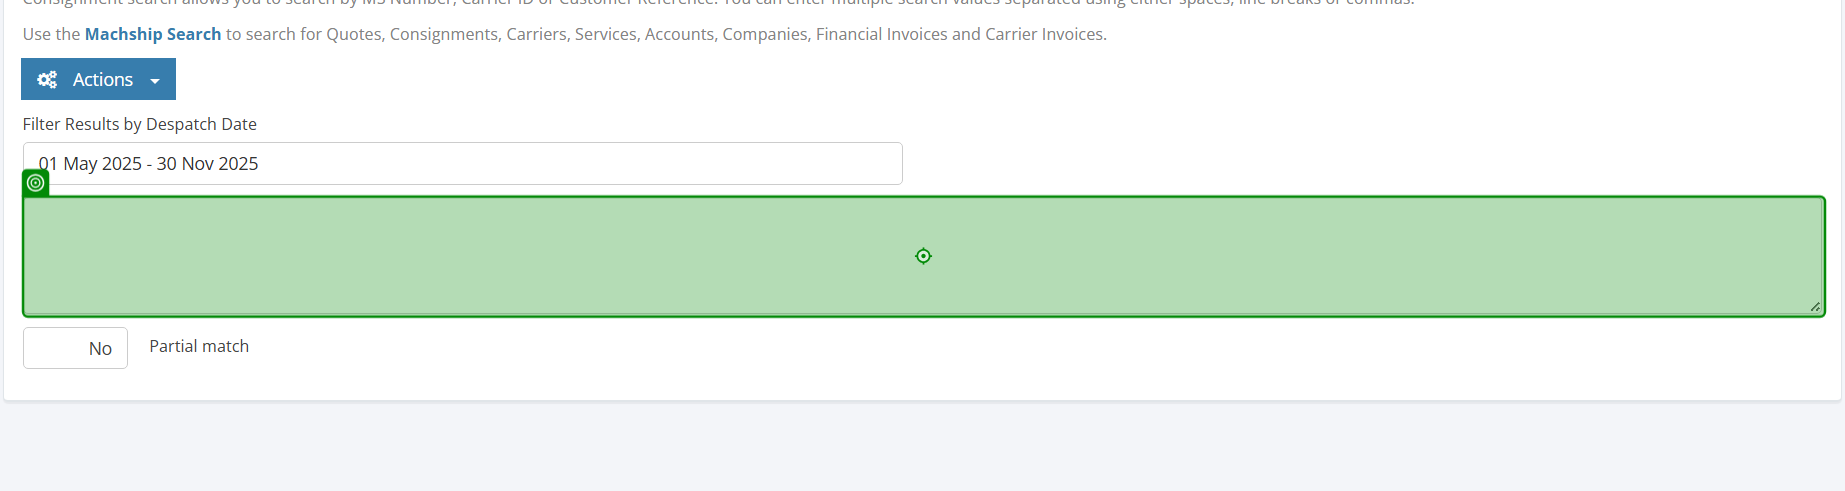 Consignment search allows you to search by MS Number, Carrier ID or Customer Reference. You can enter multiple search values separated using either spaces, line breaks or commas.
Use the Machship Search to search for Quotes, Consignments, Carriers, Services, Accounts, Companies, Financial Invoices and Carrier Invoices.
Actions
Filter Results by Despatch Date
01 May 2025 - 30 Nov 2025
No
Partial match